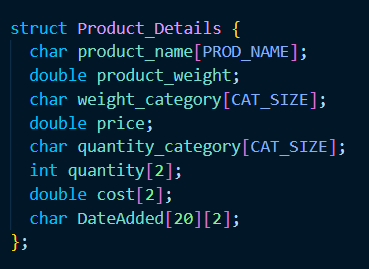 struct Product_Details {
char product_name[PROD_NAME];
double product_weight;
char weight_category[CAT_SIZE];
double price;
char quantity_category[CAT_SIZE];
int quantity[2];
double cost[2];
char DateAdded[20][2];
};